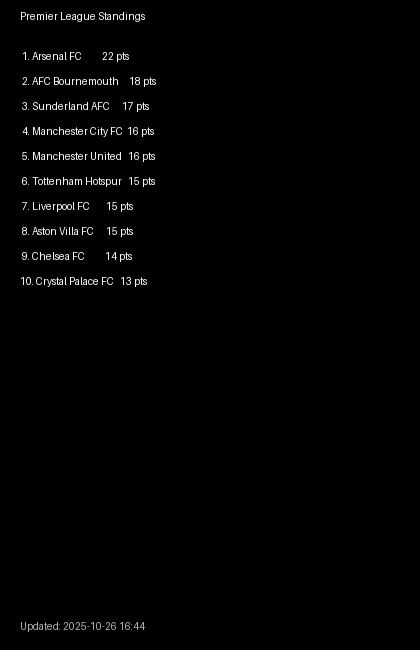 Premier League Standings
1. Arsenal FC 22 pts
2. AFC Bournemouth 18 pts
3. Sunderland AFC 17 pts
4. Manchester City FC 16 pts
5. Manchester United 16 pts
6. Tottenham Hotspur 15 pts
7. Liverpool FC 15 pts
8. Aston Villa FC 15 pts
9. Chelsea FC 14 pts
10. Crystal Palace FC 13 pts
Updated: 2025-10-26 16:44